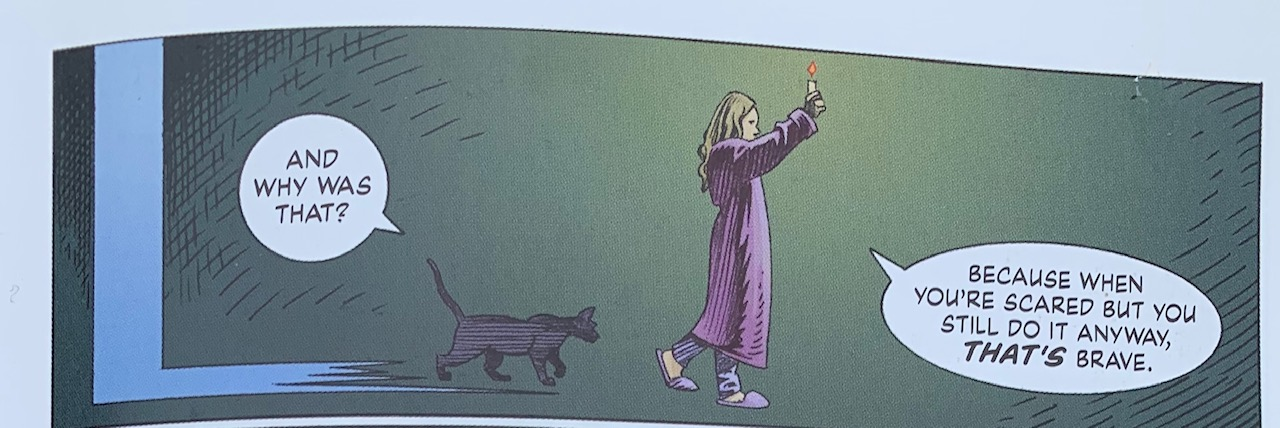 AND
WHY WAS
THAT?
BECAUSE WHEN
YOU'RE SCARED BUT YOU
STILL DO IT ANYWAY,
THAT'S BRAVE.